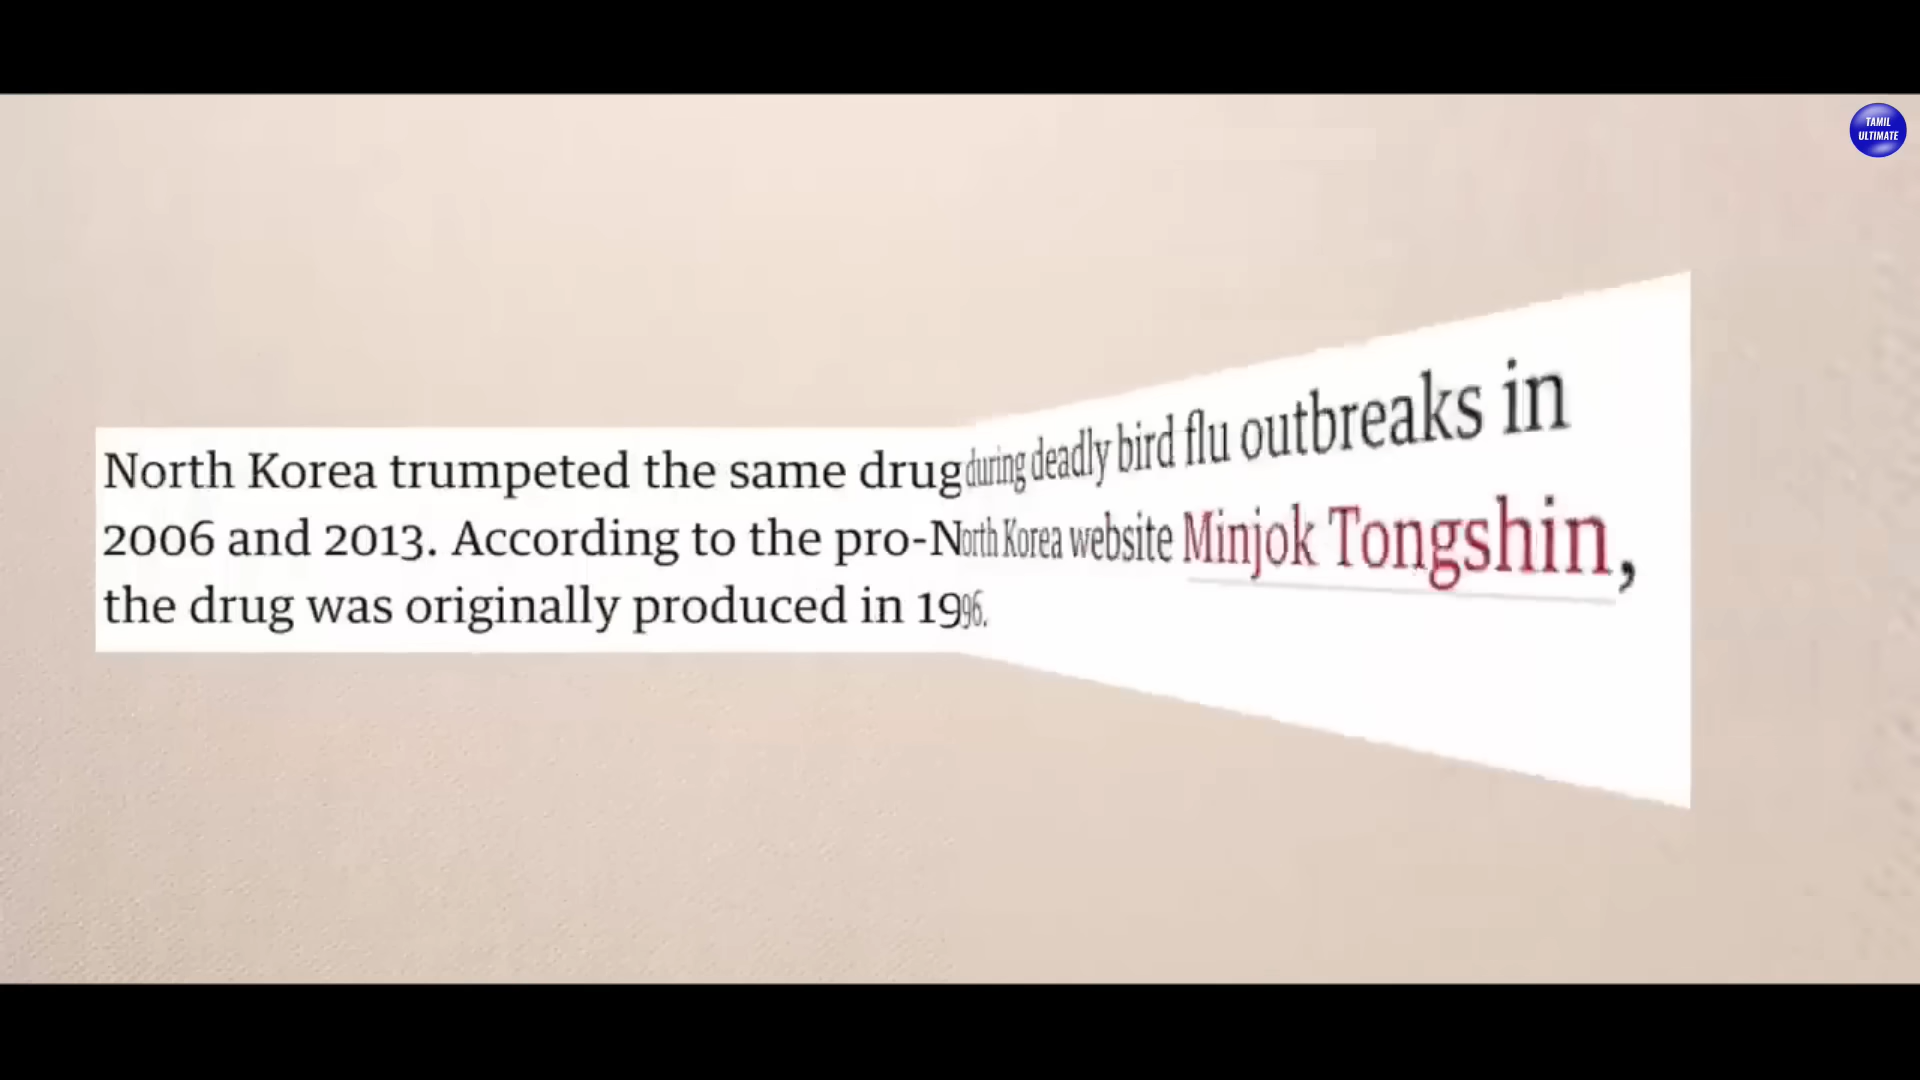 North Korea trumpeted the same drug during deadly bird flu outbreaks in
2006 and 2013. According to the pro-North Korea website Minjok Tongshin,
the drug was originally produced in 1996.
TAMIL
ULTIMATE